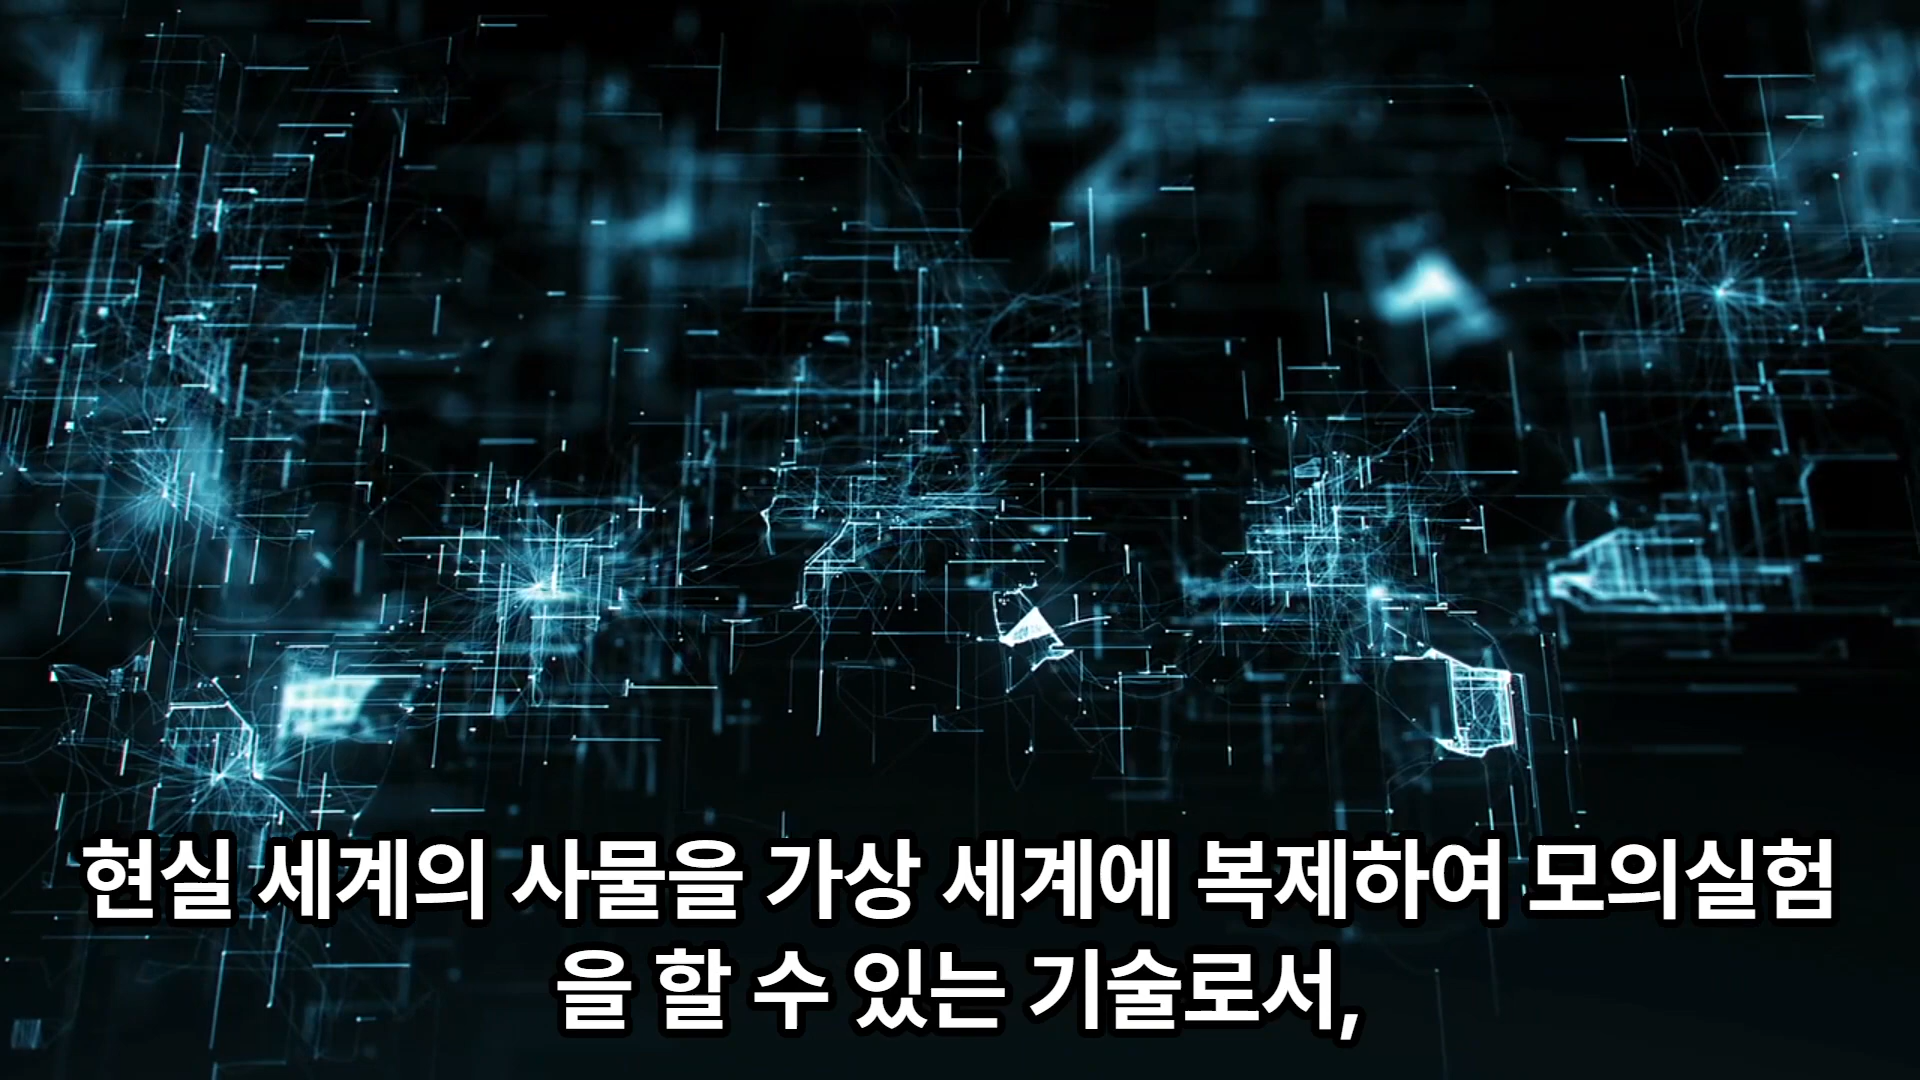 현실 세계의 사물을 가상 세계에 복제하여 모의실험
을 할 수 있는 기술로서,